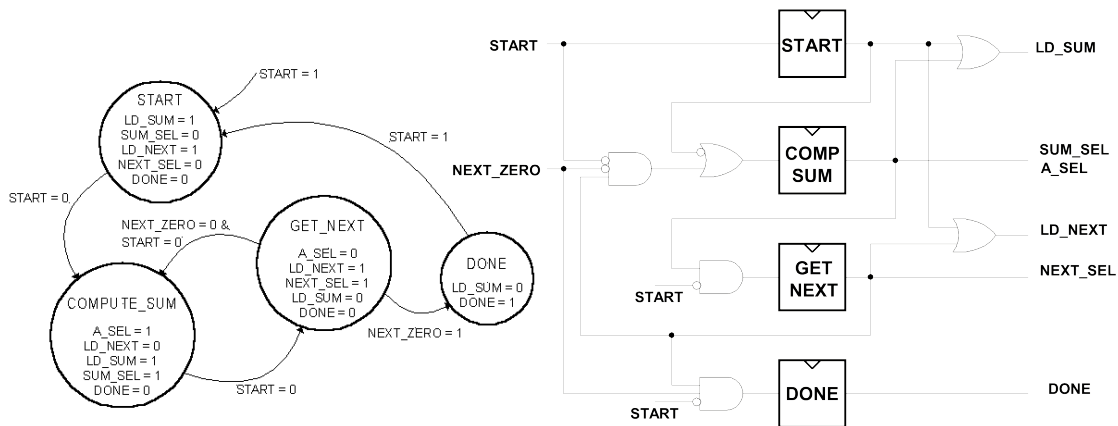 START = 1
START
LD_SUM = 1
SUM_SEL = 0
LD_NEXT = 1
NEXT_SEL = 0
DONE = 0
START = 1
START = 0
NEXT_ZERO = 0 &
START = 0
GET_NEXT
A_SEL = 0
LD_NEXT = 1
NEXT_SEL = 1
LD_SUM = 0
DONE = 0
DONE
LD_SUM = 0
DONE = 1
NEXT_ZERO = 1
COMPUTE_SUM
A_SEL = 1
LD_NEXT = 0
LD_SUM = 1
SUM_SEL = 1
DONE = 0
START = 0
START
START
LD_SUM
NEXT_ZERO
COMP
SUM
SUM_SEL
A_SEL
LD_NEXT
START
GET
NEXT
NEXT_SEL
START
DONE
DONE